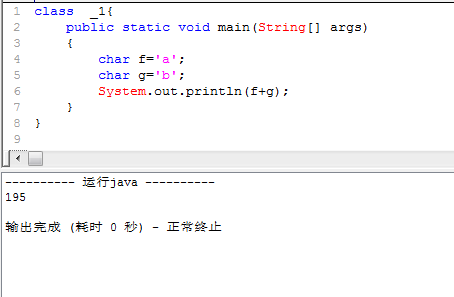 1 class _1{
2 public static void main(String[] args)
3 {
4 char f='a';
5 char g='b';
6 System.out.println(f+g);
7 }
8 }
9
---------- 运行java ----------
195
输出完成 (耗时 0 秒) - 正常终止